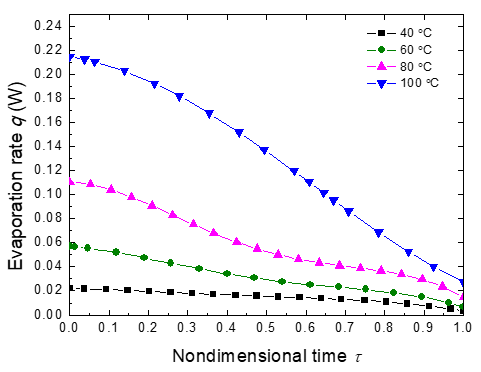 0.24
0.22
0.20
0.18
0.16
0.14
0.12
0.10
0.08
0.06
0.04
0.02
0.00
Evaporation rate q (W)
40 °C
60 °C
80 °C
100 °C
0.0 0.1 0.2 0.3 0.4 0.5 0.6 0.7 0.8 0.9 1.0
Nondimensional time τ